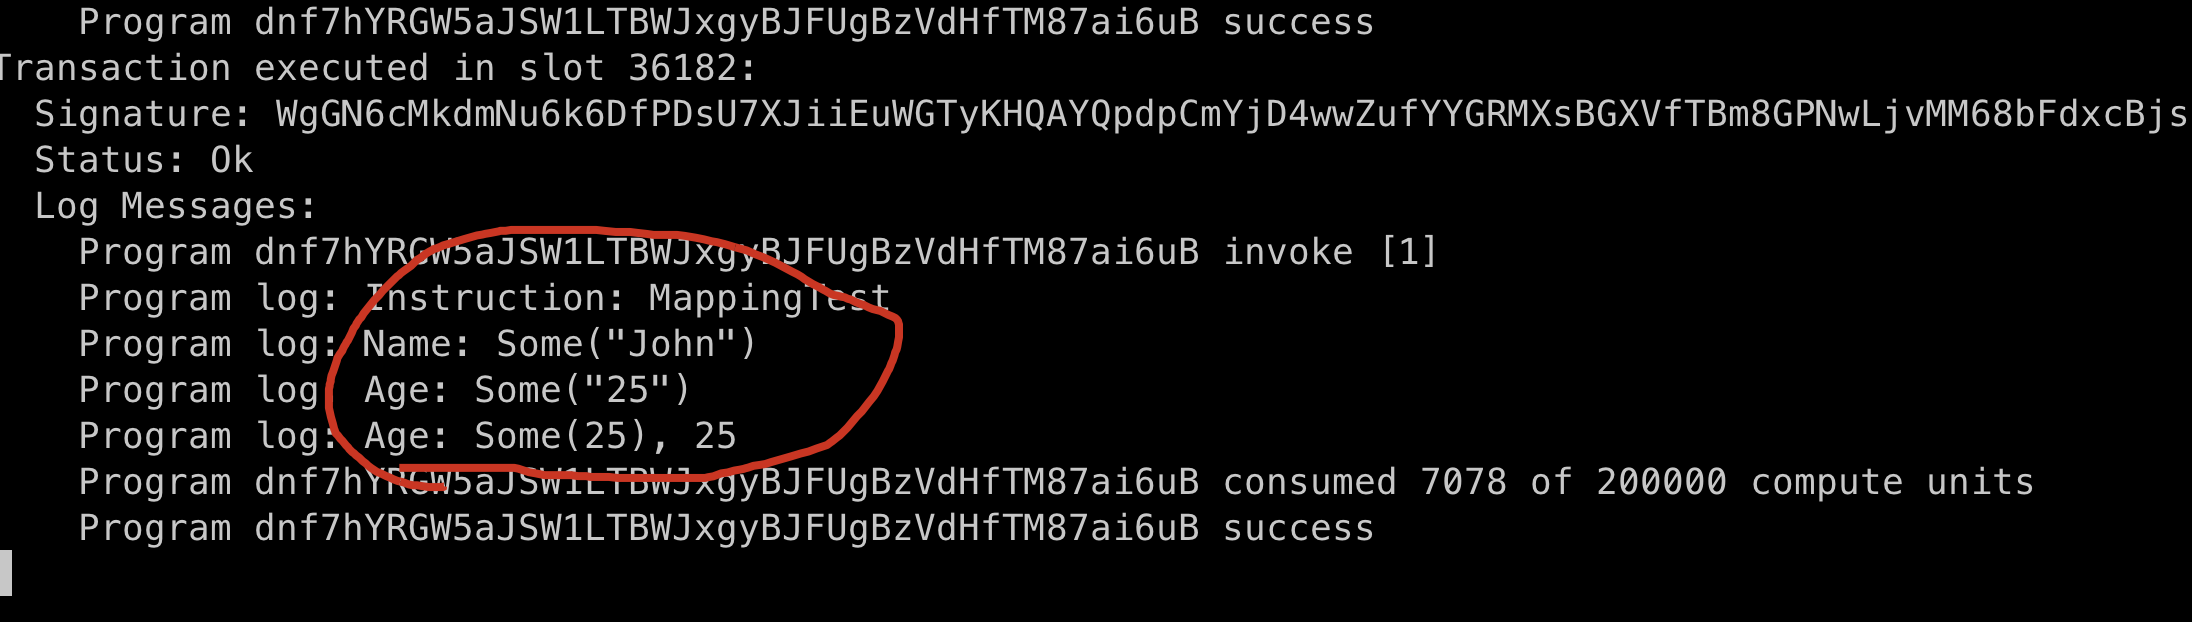 Program dnf7hYRGW5aJSW1LTBWJxgyBJFUgBzVdHfTM87ai6uB success
Transaction executed in slot 36182:
Signature: WgGN6cMkdmNu6k6DfPDsU7XJiiEuWGTyKHQAYQpdpCmYjD4wwZufYYGRMXsBGXVfTBm8GPNwLjvMM68bFdxcBjs
Status: Ok
Log Messages:
Program dnf7hYRGW5aJSW1LTBWJxgyBJFUgBzVdHfTM87ai6uB invoke [1]
Program log: Instruction: MappingTest
Program log: Name: Some("John")
Program log: Age: Some("25")
Program log: Age: Some(25), 25
Program dnf7hYRGW5aJSW1LTBWJxgyBJFUgBzVdHfTM87ai6uB consumed 7078 of 200000 compute units
Program dnf7hYRGW5aJSW1LTBWJxgyBJFUgBzVdHfTM87ai6uB success